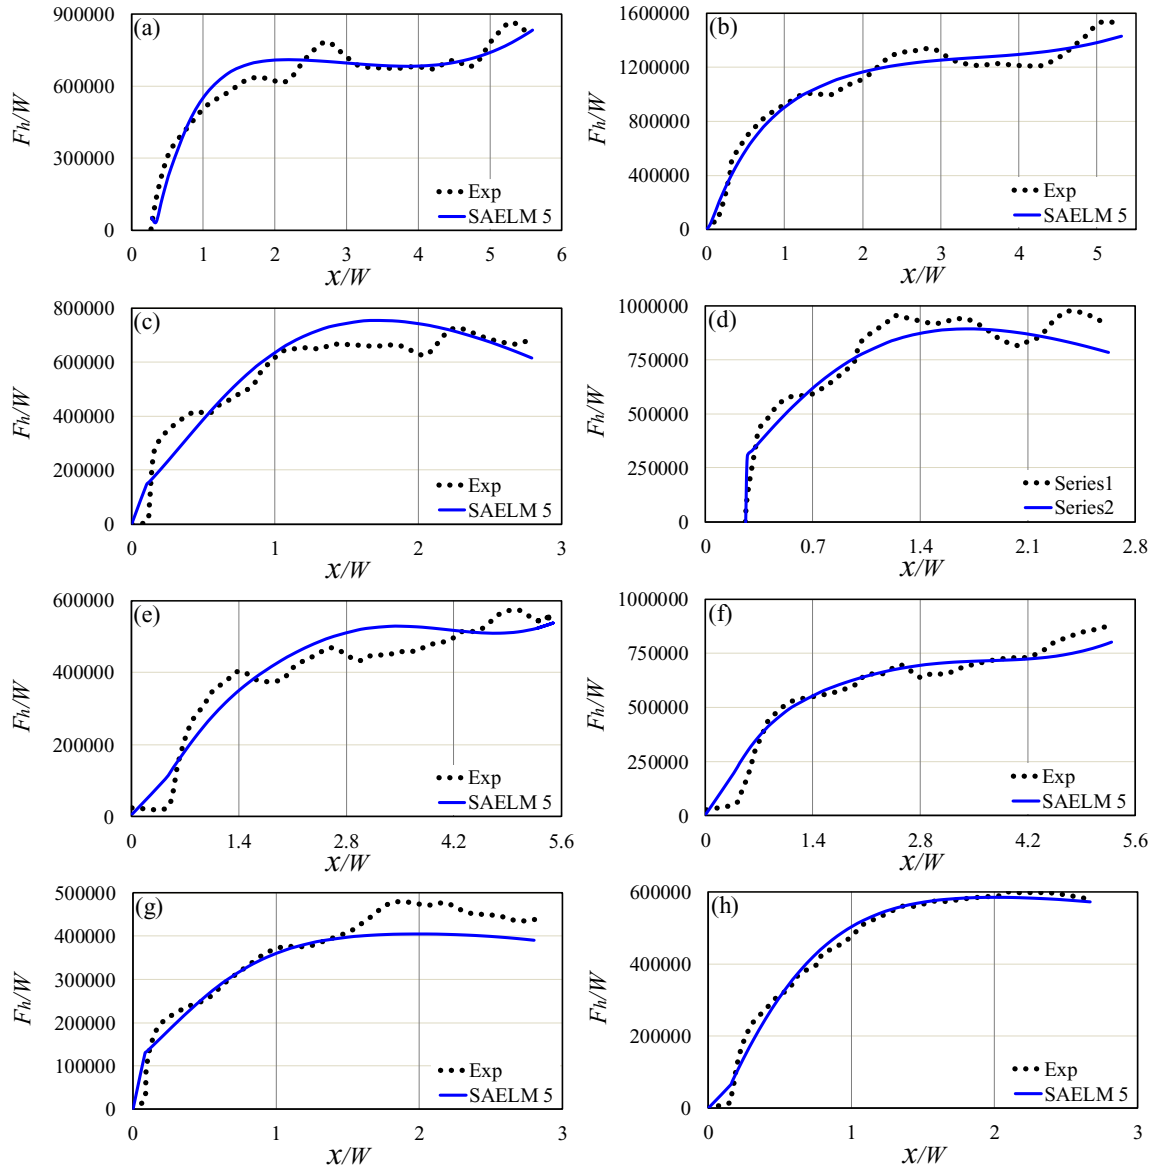 (a)
900000
600000
300000
0
Fh/W
Exp
SAELM 5
0 1 2 3 4 5 6
x/W
(b)
1600000
1200000
800000
400000
0
Fh/W
Exp
SAELM 5
0 1 2 3 4 5
x/W
(c)
800000
600000
400000
200000
0
Fh/W
Exp
SAELM 5
0 1 2 3
x/W
(d)
1000000
750000
500000
250000
0
Fh/W
Series1
Series2
0 0.7 1.4 2.1 2.8
x/W
(e)
600000
400000
200000
0
Fh/W
Exp
SAELM 5
0 1.4 2.8 4.2 5.6
x/W
(f)
1000000
750000
500000
250000
0
Fh/W
Exp
SAELM 5
0 1.4 2.8 4.2 5.6
x/W
(g)
500000
400000
300000
200000
100000
0
Fh/W
Exp
SAELM 5
0 1 2 3
x/W
(h)
600000
400000
200000
0
Fh/W
Exp
SAELM 5
0 1 2 3
x/W